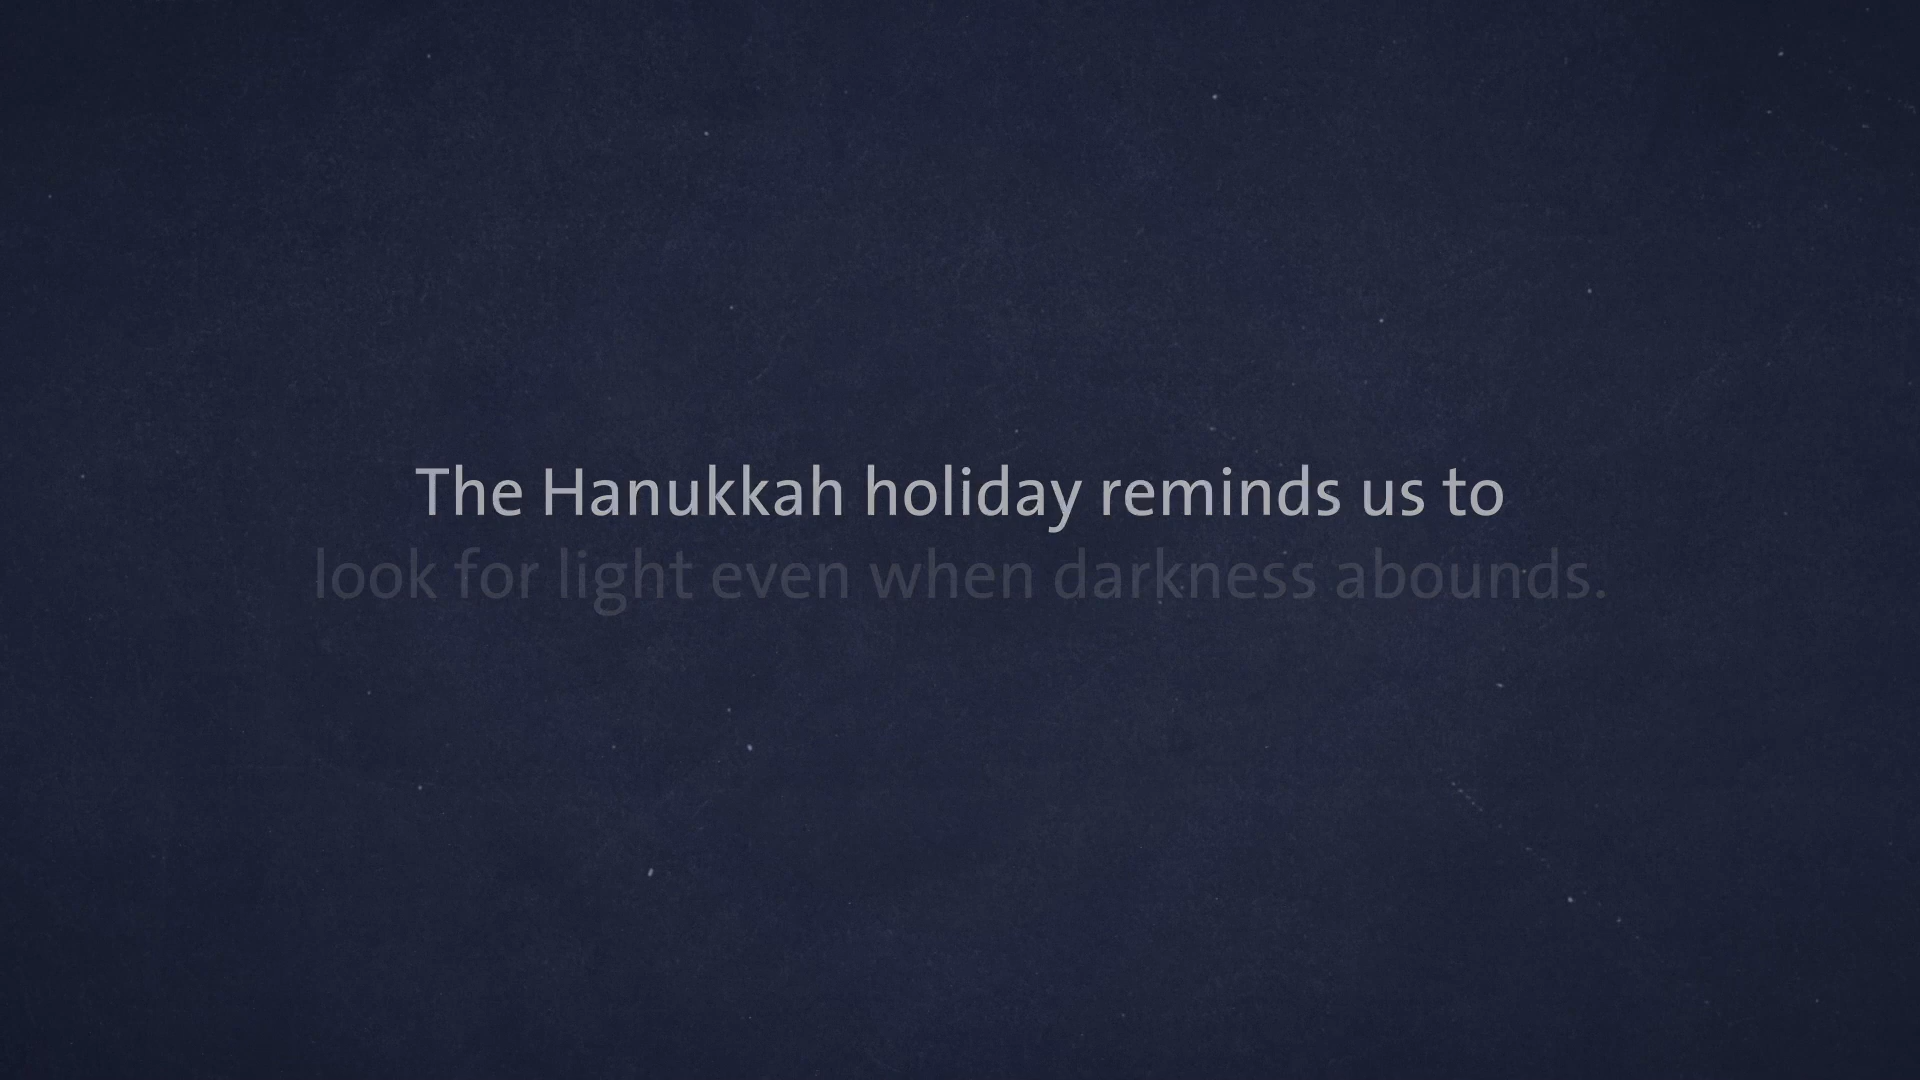 The Hanukkah holiday reminds us to
look for light even when darkness abounds.